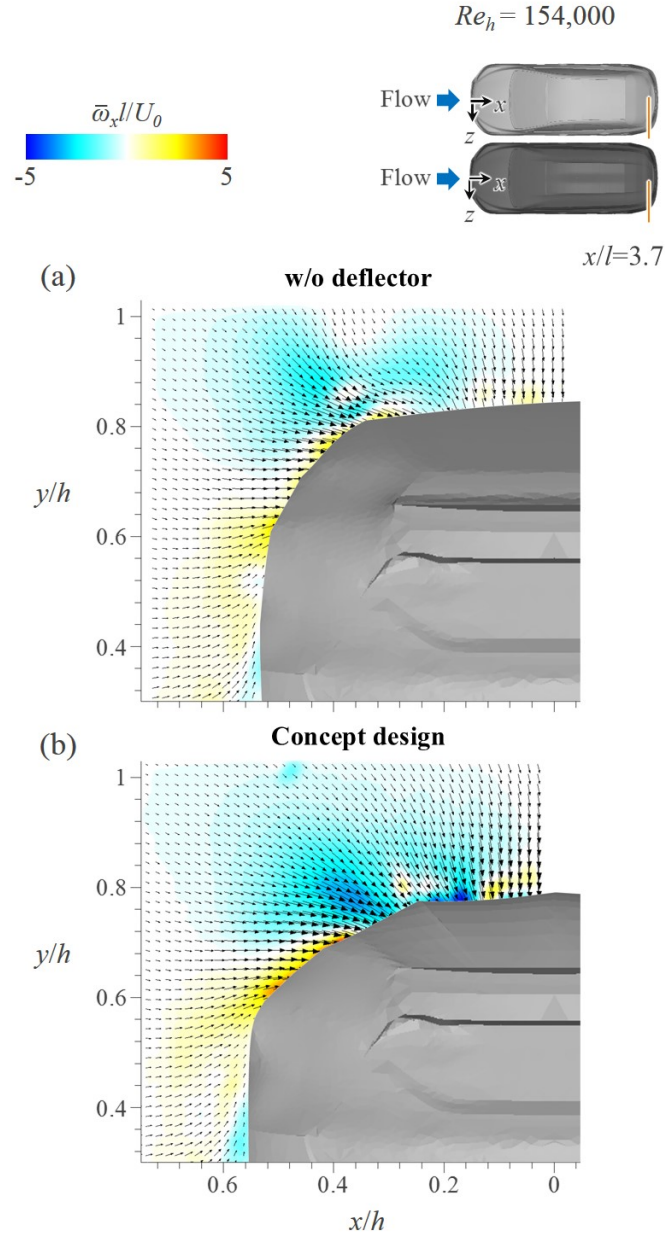 Re_h = 154,000
ω̄_x l/U_0
-5 5
Flow x
z
Flow x
z
x/l=3.7
(a) w/o deflector
1
0.8
y/h
0.6
0.4
(b) Concept design
1
0.8
y/h
0.6
0.4
0.6 0.4 0.2 0
x/h